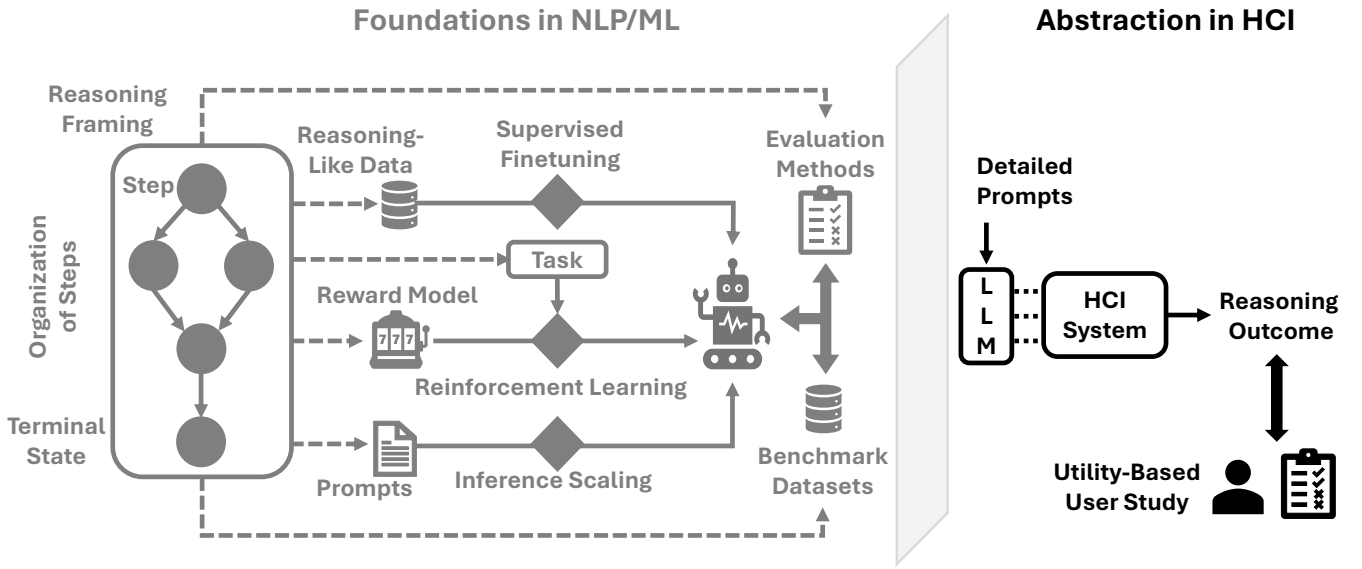 Foundations in NLP/ML
Abstraction in HCI
Reasoning
Framing
Step
Organization
of Steps
Terminal
State
Reasoning-
Like Data
Supervised
Finetuning
Task
Reward Model
777
Reinforcement Learning
Prompts
Inference Scaling
Evaluation
Methods
Benchmark
Datasets
Detailed
Prompts
L
L
M
HCI
System
Reasoning
Outcome
Utility-Based
User Study